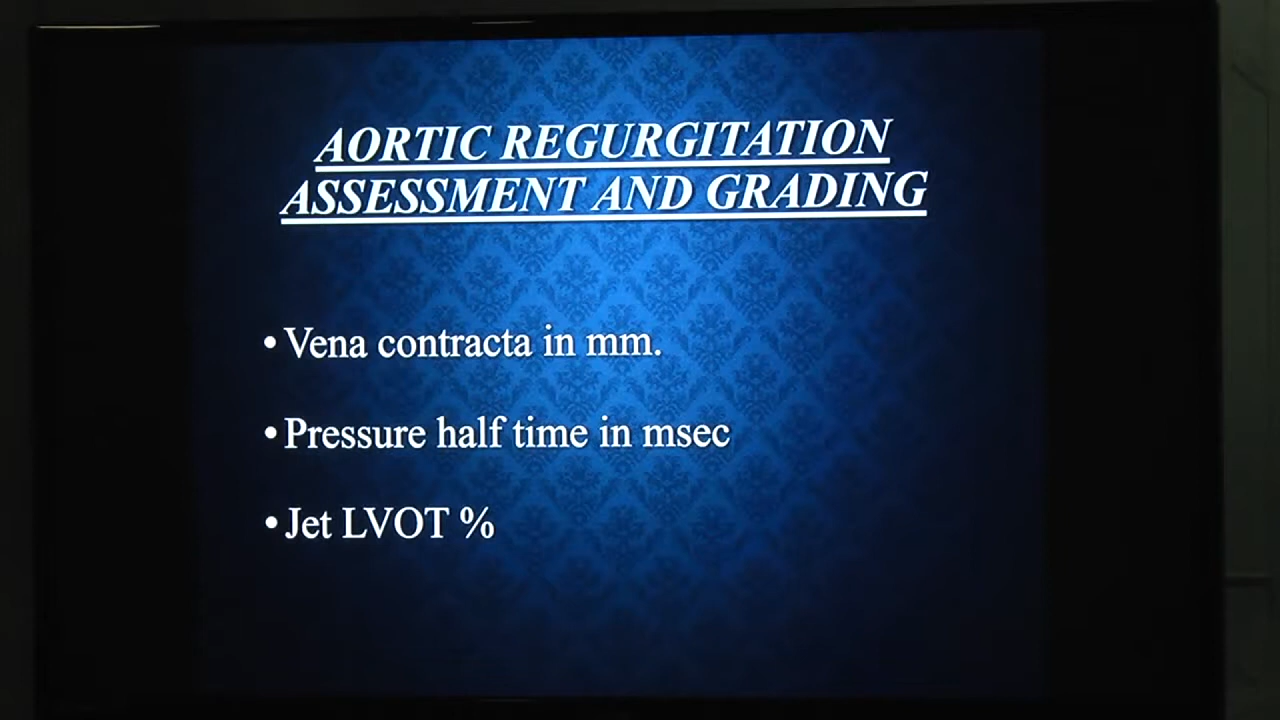 AORTIC REGURGITATION
ASSESSMENT AND GRADING
• Vena contracta in mm.
• Pressure half time in msec
• Jet LVOT %